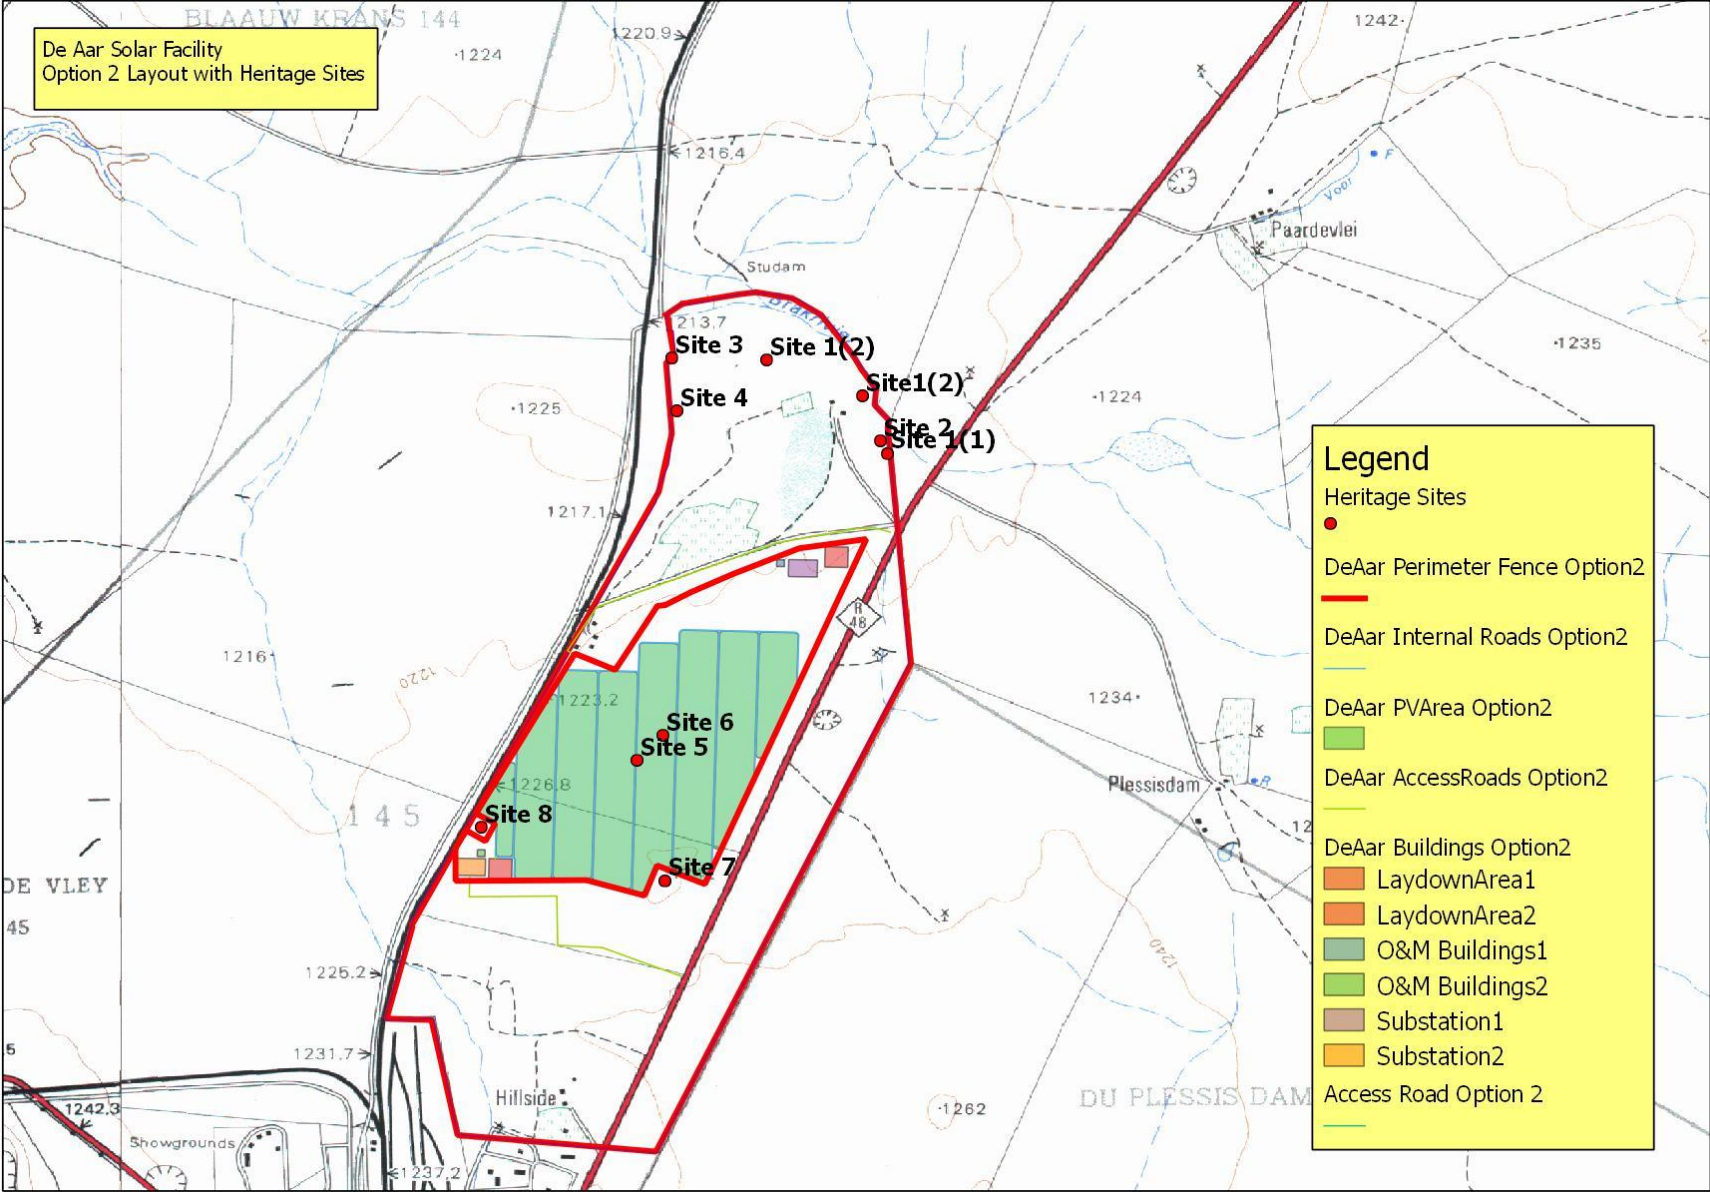 BLAAUW KRANS 144
De Aar Solar Facility
Option 2 Layout with Heritage Sites
1224
1220.9
1242
1216.4
F
Voor
Paardevlei
Studam
213.7
Site 3
Site 1(2)
1235
Site1(2)
Site 4
1225
1224
Site 2
Site 1(1)
1217.1
R
48
1216
1220
1223.2
1234
Site 6
Site 5
1226.8
Plessisdam
R
145
Site 8
12
Site 7
DE VLEY
45
1240
1225.2
5
1231.7
Hillside
1262
DU PLESSIS DAM
1242.3
Showgrounds
1237.2
Legend
Heritage Sites
DeAar Perimeter Fence Option2
DeAar Internal Roads Option2
DeAar PVArea Option2
DeAar AccessRoads Option2
DeAar Buildings Option2
LaydownArea1
LaydownArea2
O&M Buildings1
O&M Buildings2
Substation1
Substation2
Access Road Option 2